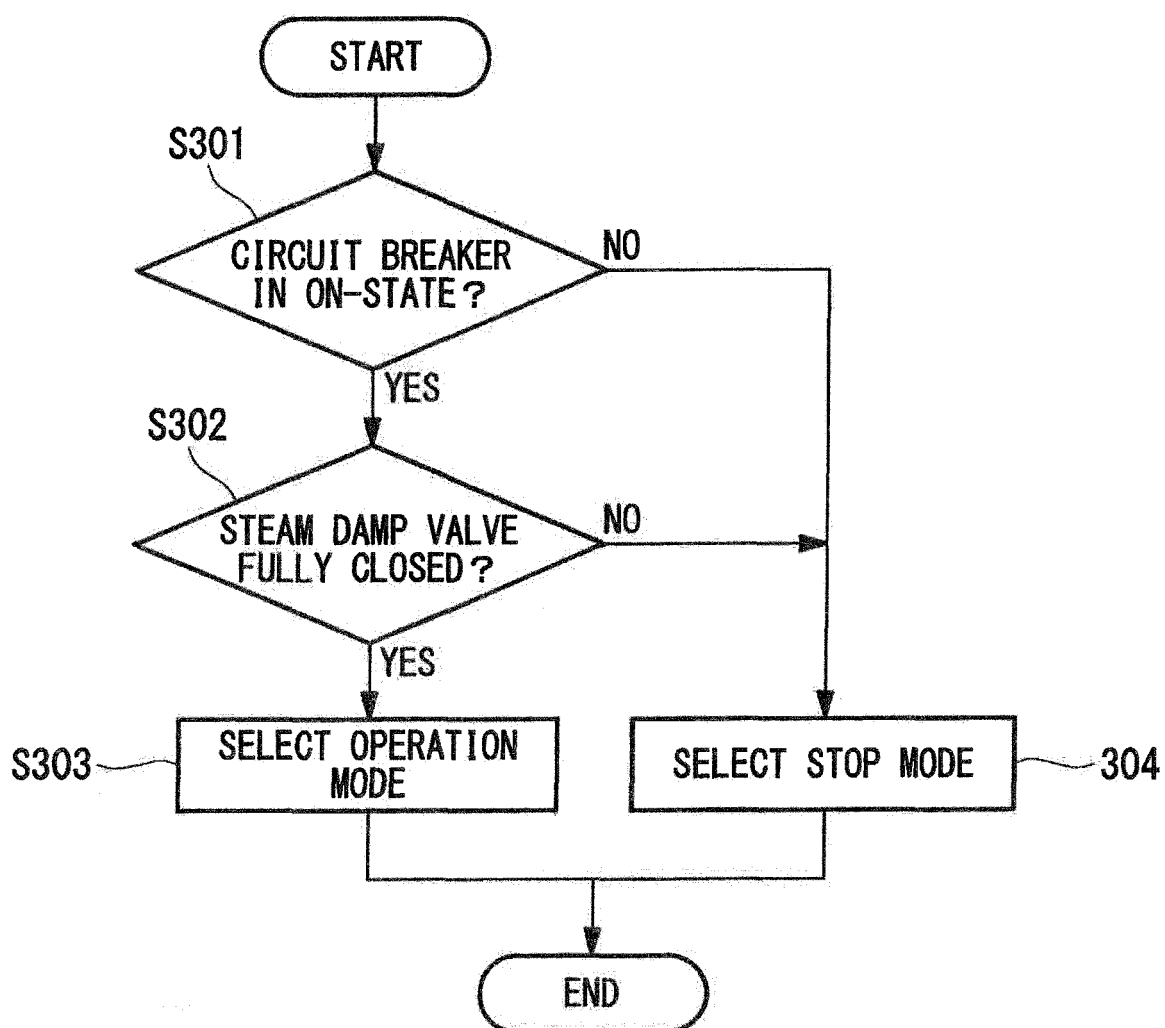 START
S301
CIRCUIT BREAKER
IN ON-STATE?
NO
YES
S302
STEAM DAMP VALVE
FULLY CLOSED?
NO
YES
S303
SELECT OPERATION
MODE
SELECT STOP MODE
304
END